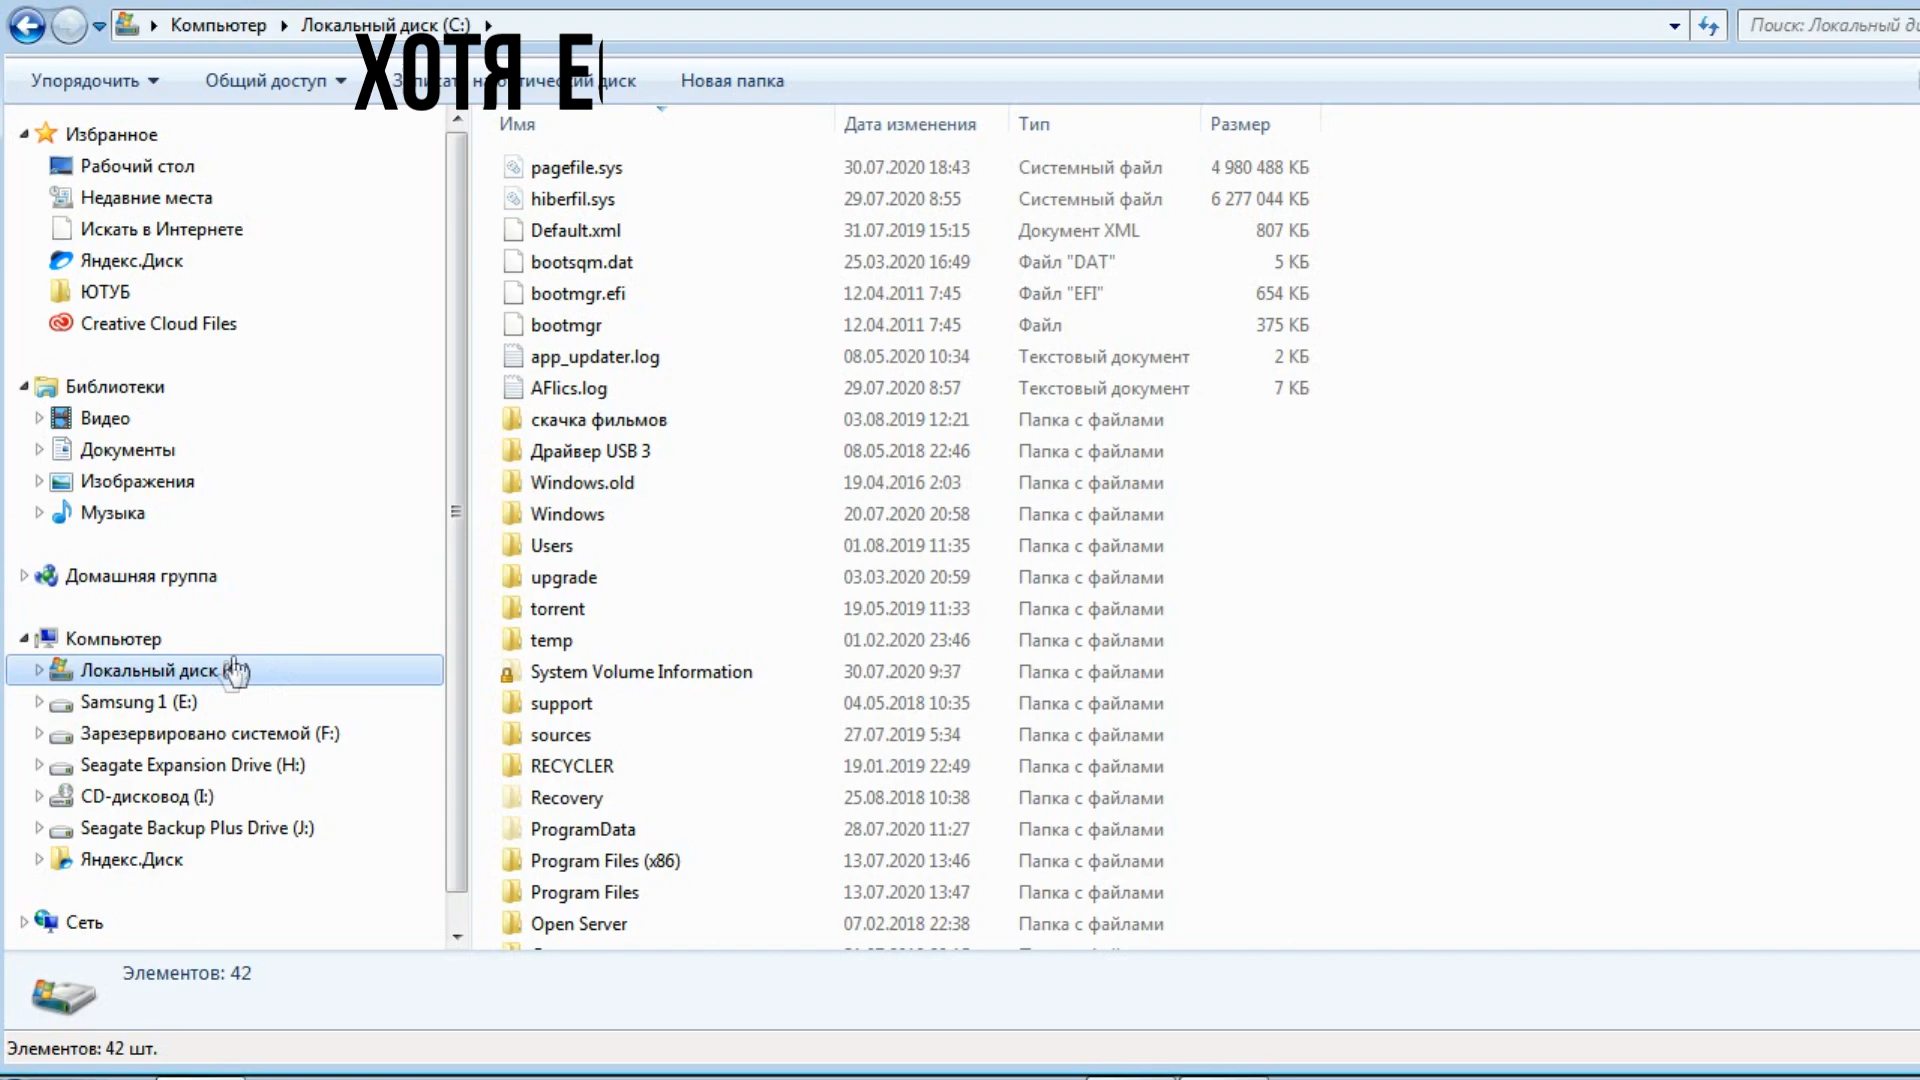 Компьютер ▸ Локальный диск (C:) ▸
Поиск: Локальный
ХОТЯ
Упорядочить Общий доступ диск Новая папка
Имя Дата изменения Тип Размер
Избранное
Рабочий стол
Недавние места
Искать в Интернете
Яндекс.Диск
ЮТУБ
Creative Cloud Files
Библиотеки
Видео
Документы
Изображения
Музыка
Домашняя группа
Компьютер
Локальный диск
Samsung 1 (E:)
Зарезервировано системой (F:)
Seagate Expansion Drive (H:)
CD-дисковод (I:)
Seagate Backup Plus Drive (J:)
Яндекс.Диск
Сеть
pagefile.sys 30.07.2020 18:43 Системный файл 4 980 488 КБ
hiberfil.sys 29.07.2020 8:55 Системный файл 6 277 044 КБ
Default.xml 31.07.2019 15:15 Документ XML 807 КБ
bootsqm.dat 25.03.2020 16:49 Файл "DAT" 5 КБ
bootmgr.efi 12.04.2011 7:45 Файл "EFI" 654 КБ
bootmgr 12.04.2011 7:45 Файл 375 КБ
app_updater.log 08.05.2020 10:34 Текстовый документ 2 КБ
AFlics.log 29.07.2020 8:57 Текстовый документ 7 КБ
скачка фильмов 03.08.2019 12:21 Папка с файлами
Драйвер USB 3 08.05.2018 22:46 Папка с файлами
Windows.old 19.04.2016 2:03 Папка с файлами
Windows 20.07.2020 20:58 Папка с файлами
Users 01.08.2019 11:35 Папка с файлами
upgrade 03.03.2020 20:59 Папка с файлами
torrent 19.05.2019 11:33 Папка с файлами
temp 01.02.2020 23:46 Папка с файлами
System Volume Information 30.07.2020 9:37 Папка с файлами
support 04.05.2018 10:35 Папка с файлами
sources 27.07.2019 5:34 Папка с файлами
RECYCLER 19.01.2019 22:49 Папка с файлами
Recovery 25.08.2018 10:38 Папка с файлами
ProgramData 28.07.2020 11:27 Папка с файлами
Program Files (x86) 13.07.2020 13:46 Папка с файлами
Program Files 13.07.2020 13:47 Папка с файлами
Open Server 07.02.2018 22:38 Папка с файлами
Элементов: 42
Элементов: 42 шт.